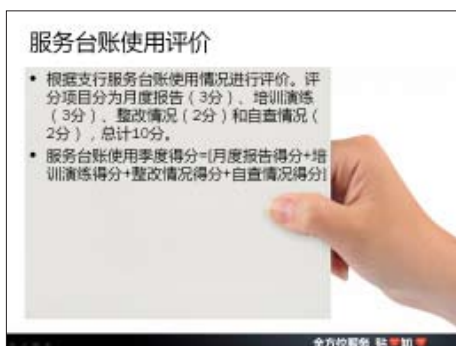 服务台账使用评价
• 根据支行服务台账使用情况进行评价。评
分项目分为月度报告（3分）、培训演练
（3分）、整改情况（2分）和自查情况（
2分），总计10分。
• 服务台账使用季度得分=[月度报告得分+培
训演练得分+整改情况得分+自查情况得分]
全方位服务 贴❤加❤